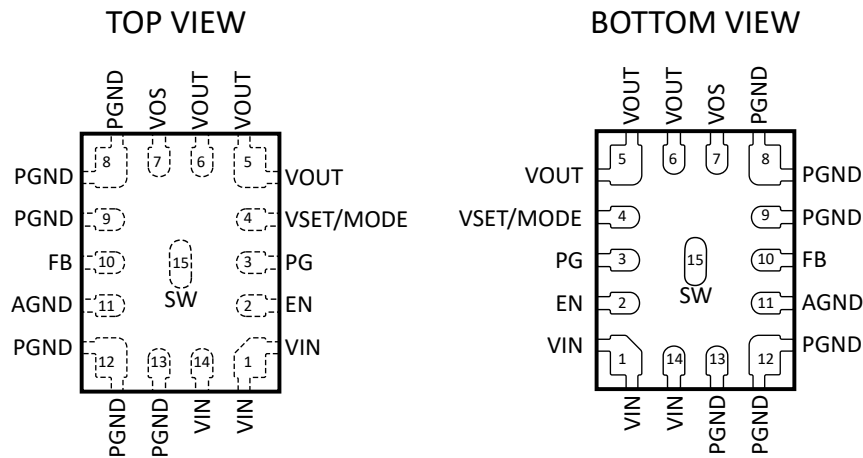 TOP VIEW
PGND
VOS
VOUT
VOUT
8
7
6
5
PGND
VOUT
PGND
9
4
VSET/MODE
FB
10
15
3
PG
SW
AGND
11
2
EN
PGND
VIN
12
13
14
1
PGND
PGND
VIN
VIN
BOTTOM VIEW
VOUT
VOUT
VOS
PGND
5
6
7
8
VOUT
PGND
VSET/MODE
4
9
PGND
PG
3
15
10
FB
SW
EN
2
11
AGND
VIN
PGND
1
14
13
12
VIN
VIN
PGND
PGND